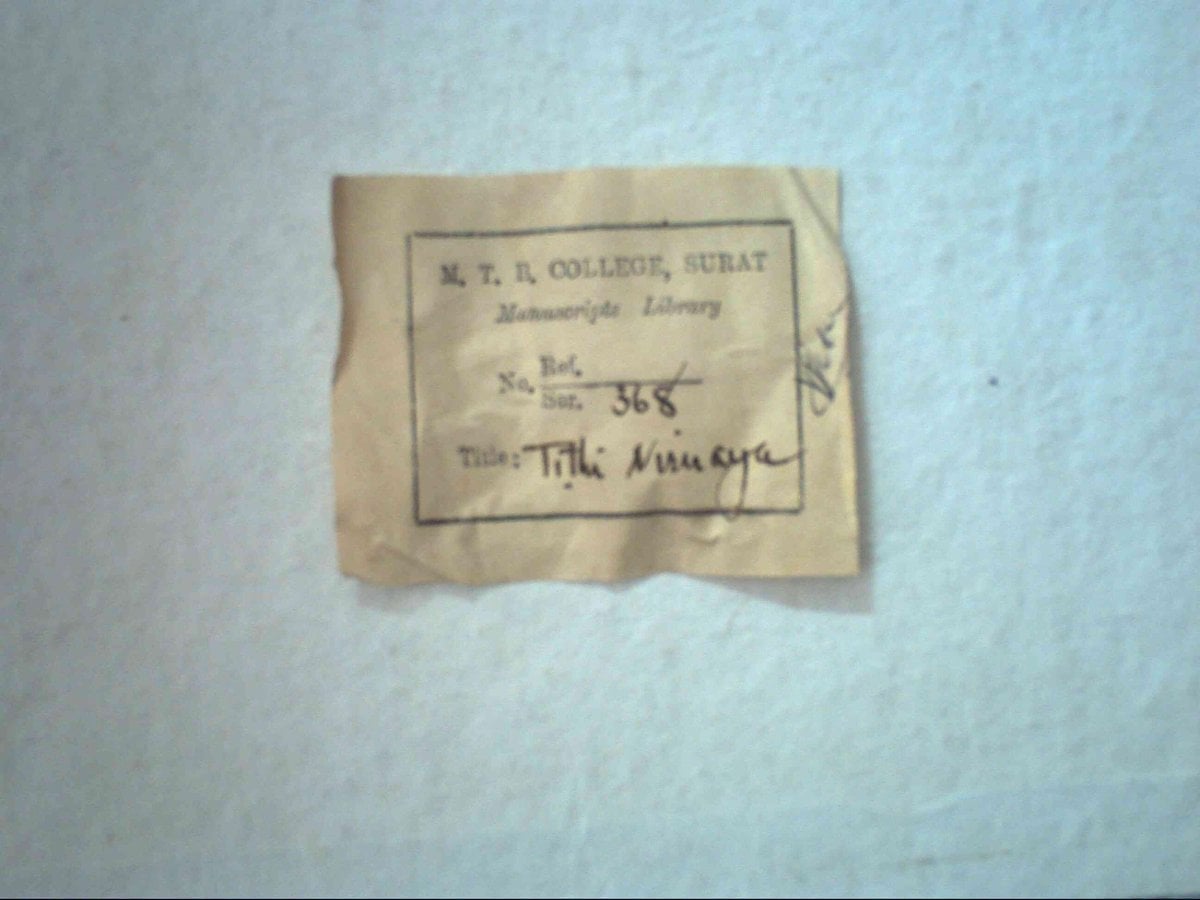 M. T. B. COLLEGE, SURAT
Manuscripts Library
No. Ref.
Ser. 368
Title: Tithi Nirnaya